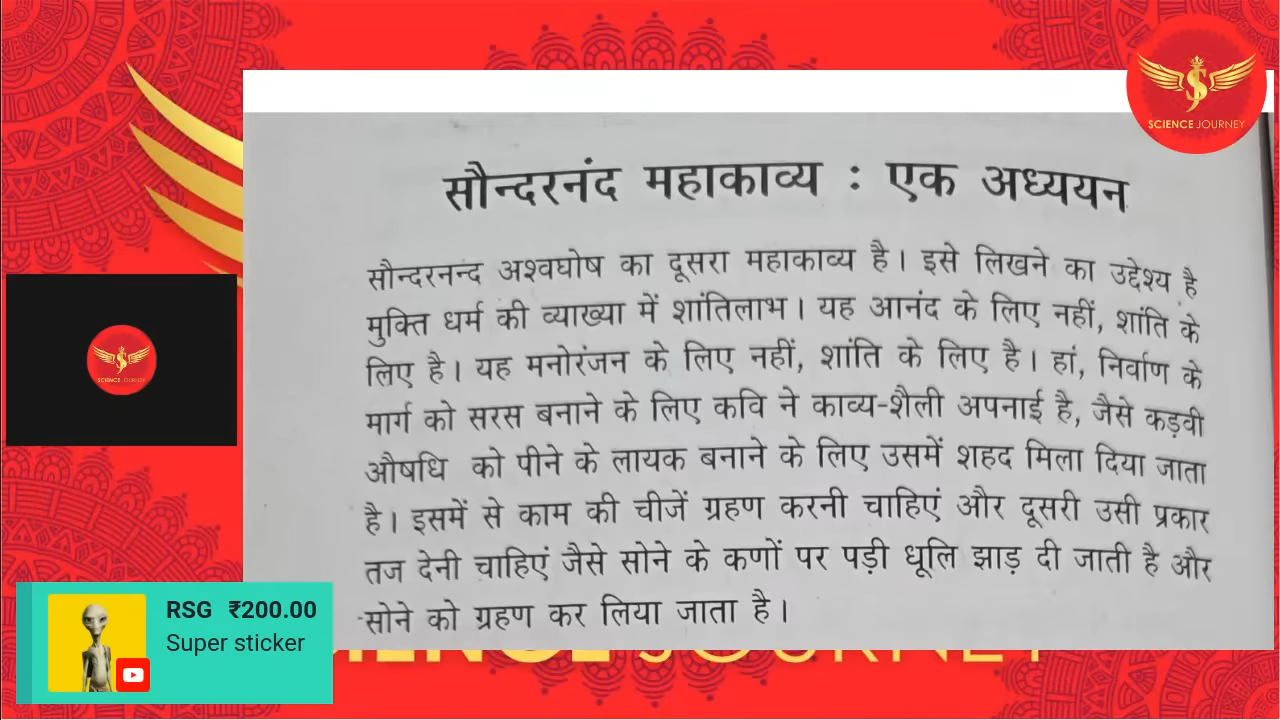 SCIENCE JOURNEY
सौन्दरनंद महाकाव्य : एक अध्ययन
सौन्दरनन्द अश्वघोष का दूसरा महाकाव्य है। इसे लिखने का उद्देश्य है
मुक्ति धर्म की व्याख्या में शांतिलाभ। यह आनंद के लिए नहीं, शांति के
लिए है। यह मनोरंजन के लिए नहीं, शांति के लिए है। हां, निर्वाण के
मार्ग को सरस बनाने के लिए कवि ने काव्य-शैली अपनाई है, जैसे कड़वी
औषधि को पीने के लायक बनाने के लिए उसमें शहद मिला दिया जाता
है। इसमें से काम की चीजें ग्रहण करनी चाहिएं और दूसरी उसी प्रकार
तज देनी चाहिएं जैसे सोने के कणों पर पड़ी धूलि झाड़ दी जाती है और
सोने को ग्रहण कर लिया जाता है।
SCIENCE JOURNEY
RSG ₹200.00
Super sticker